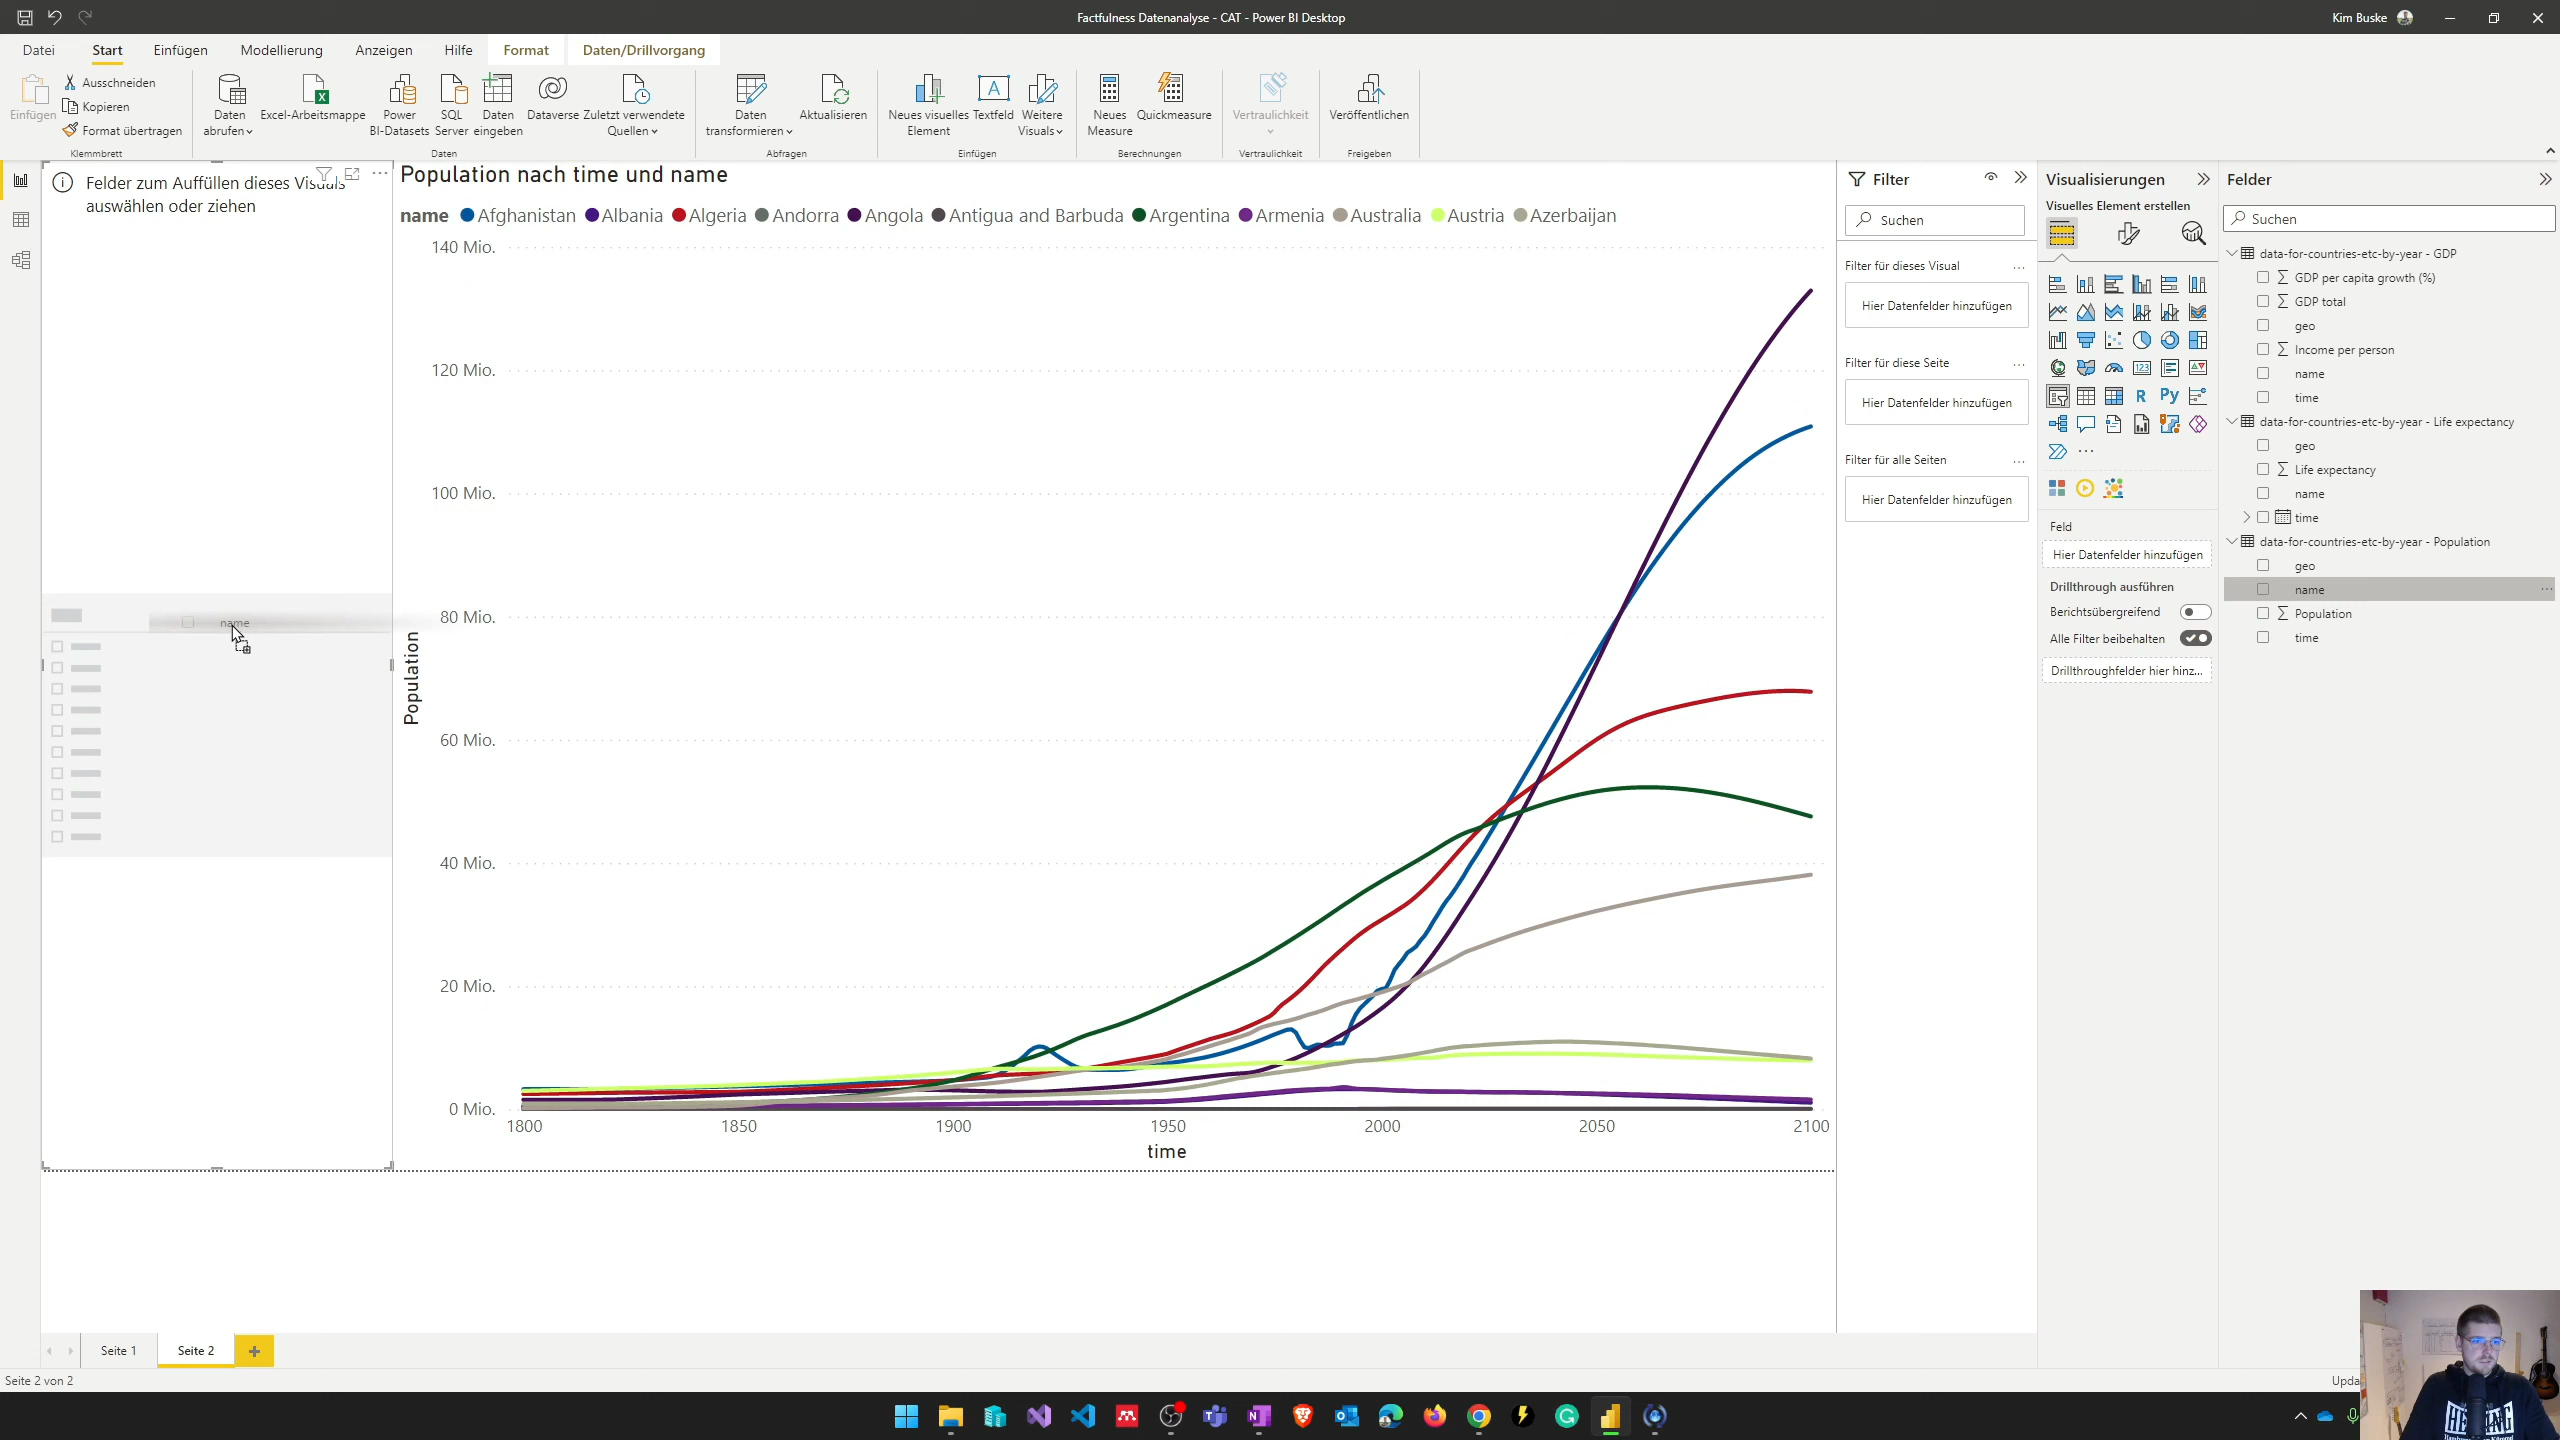 Factfulness Datenanalyse - CAT - Power BI Desktop
Kim Buske
Datei
Start
Einfügen
Modellierung
Anzeigen
Hilfe
Format
Daten/Drillvorgang
Einfügen
Ausschneiden
Kopieren
Format übertragen
Klemmbrett
Daten
abrufen
Excel-Arbeitsmappe
Power
BI-Datasets
SQL
Server
Daten
eingeben
Dataverse
Zuletzt verwendete
Quellen
Daten
Daten
transformieren
Aktualisieren
Abfragen
Neues visuelles
Element
Textfeld
Weitere
Visuals
Einfügen
Neues
Measure
Quickmeasure
Berechnungen
Vertraulichkeit
Vertraulichkeit
Veröffentlichen
Freigeben
Felder zum Auffüllen dieses Visuals
auswählen oder ziehen
name
Population nach time und name
name Afghanistan Albania Algeria Andorra Angola Antigua and Barbuda Argentina Armenia Australia Austria Azerbaijan
140 Mio.
120 Mio.
100 Mio.
80 Mio.
60 Mio.
40 Mio.
20 Mio.
0 Mio.
Population
1800 1850 1900 1950 2000 2050 2100
time
Filter
Suchen
Filter für dieses Visual
Hier Datenfelder hinzufügen
Filter für diese Seite
Hier Datenfelder hinzufügen
Filter für alle Seiten
Hier Datenfelder hinzufügen
Visualisierungen
Visuelles Element erstellen
123
R
Py
Feld
Hier Datenfelder hinzufügen
Drillthrough ausführen
Berichtsübergreifend
Alle Filter beibehalten
Drillthroughfelder hier hinz...
Felder
Suchen
data-for-countries-etc-by-year - GDP
GDP per capita growth (%)
GDP total
geo
Income per person
name
time
data-for-countries-etc-by-year - Life expectancy
geo
Life expectancy
name
time
data-for-countries-etc-by-year - Population
geo
name
Population
time
Seite 1
Seite 2
Seite 2 von 2
Upda